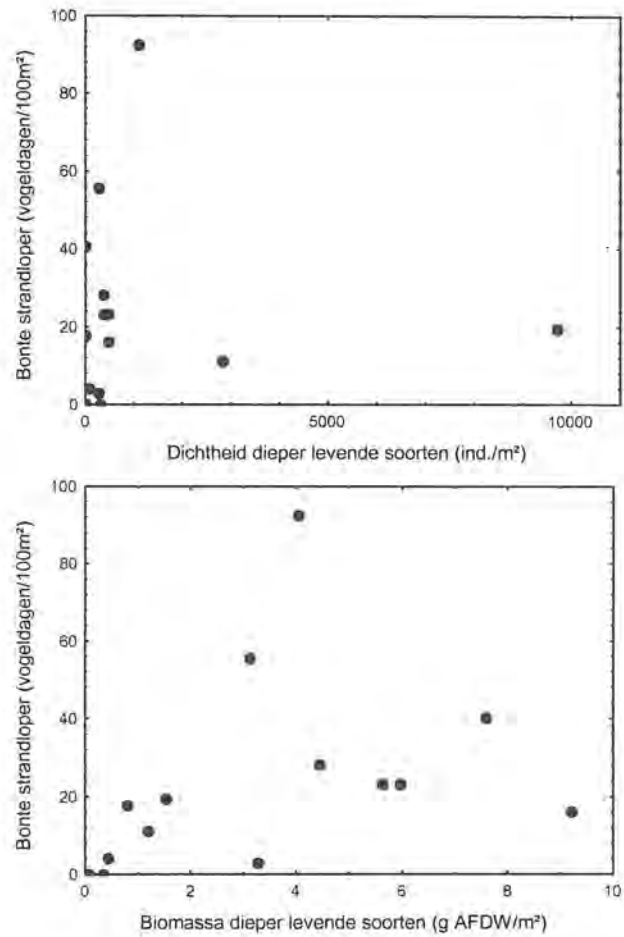 Bonte strandloper (vogeldagen/100m²)
100
80
60
40
20
0
0 5000 10000
Dichtheid dieper levende soorten (ind./m²)
Bonte strandloper (vogeldagen/100m²)
100
80
60
40
20
0
0 2 4 6 8 10
Biomassa dieper levende soorten (g AFDW/m²)